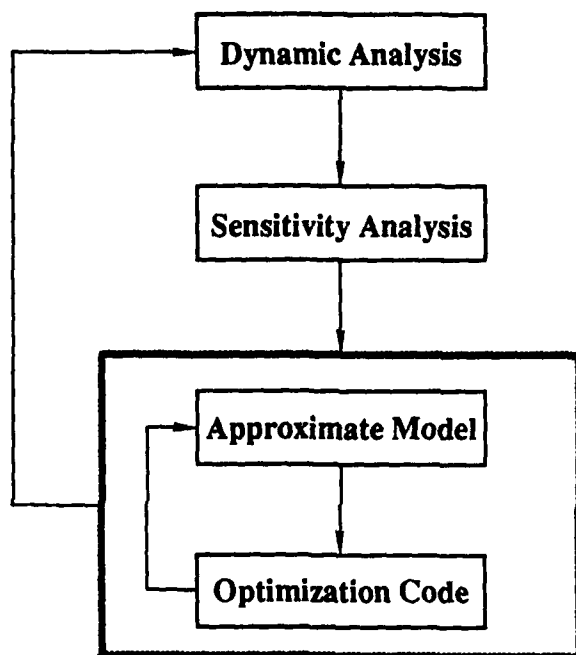 Dynamic Analysis
Sensitivity Analysis
Approximate Model
Optimization Code